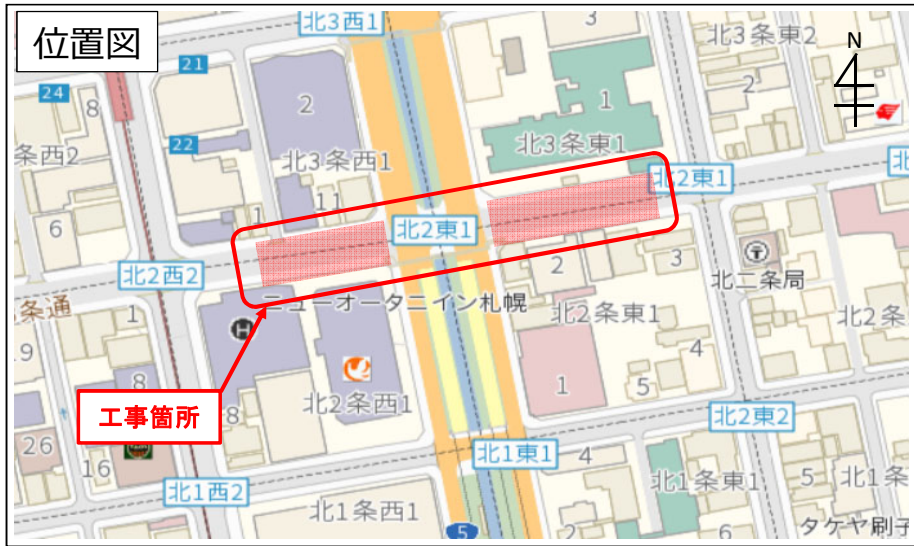 位置図
北3西1
3
北3条東2
N
21
24
8
2
1
2
22
条西2
北3条西1
北3条東1
北2東1
北
6
1
11
北2東1
北2西2
2
3
北二条局
ニューオータニイン札幌
条通
1
H
北2条東1
北2条
19
4
8
1
5
工事箇所
8
北2条西1
北2東2
26
16
北1東1
4
北1西2
北1条東1
5
北1条
北1条西1
5
2
6
タケヤ刷子